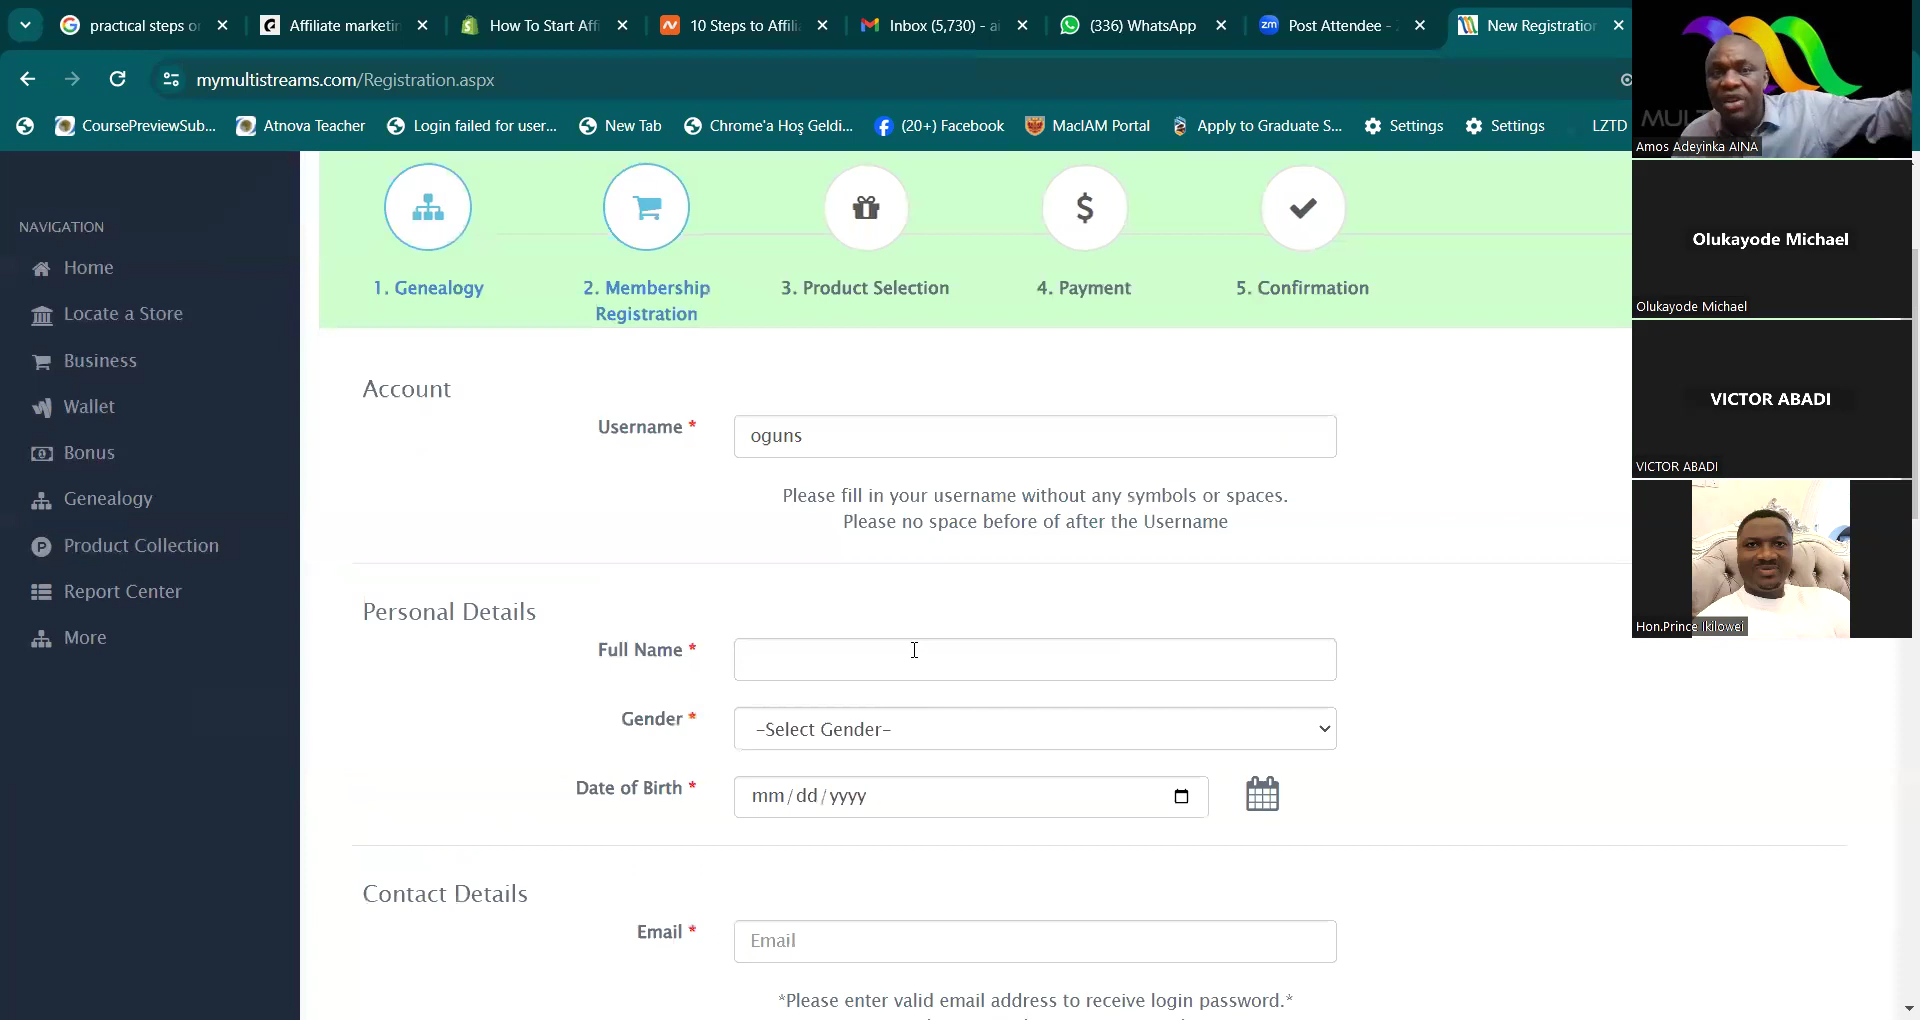 practical steps o
Affiliate marketin
How To Start Affi
10 Steps to Affilia
Inbox (5,730) - ai
(336) WhatsApp
Post Attendee -
New Registration
mymultistreams.com/Registration.aspx
CoursePreviewSub...
Atnova Teacher
Login failed for user...
New Tab
Chrome'a Hoş Geldi...
(20+) Facebook
MacIAM Portal
Apply to Graduate S...
Settings
Settings
LZTD
NAVIGATION
Home
Locate a Store
Business
Wallet
Bonus
Genealogy
Product Collection
Report Center
More
1. Genealogy
2. Membership
Registration
3. Product Selection
4. Payment
5. Confirmation
Account
Username *
oguns
Please fill in your username without any symbols or spaces.
Please no space before of after the Username
Personal Details
Full Name *
Gender *
-Select Gender-
Date of Birth *
mm/dd/yyyy
Contact Details
Email *
Email
*Please enter valid email address to receive login password.*
Amos Adeyinka AINA
Olukayode Michael
Olukayode Michael
VICTOR ABADI
VICTOR ABADI
Hon.Prince Ikilowei